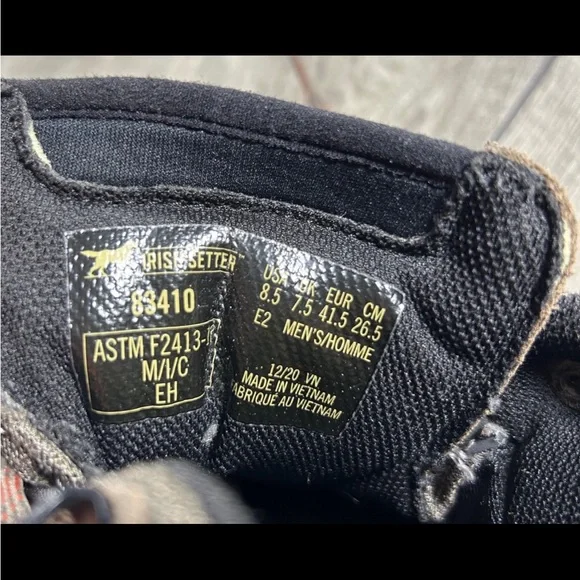 IRISH SETTER
83410
ASTM F2413-
M/I/C
EH
USA UK EUR CM
8.5 7.5 41.5 26.5
E2 MEN'S/HOMME
12/20 VN
MADE IN VIETNAM
FABRIQUÉ AU VIETNAM